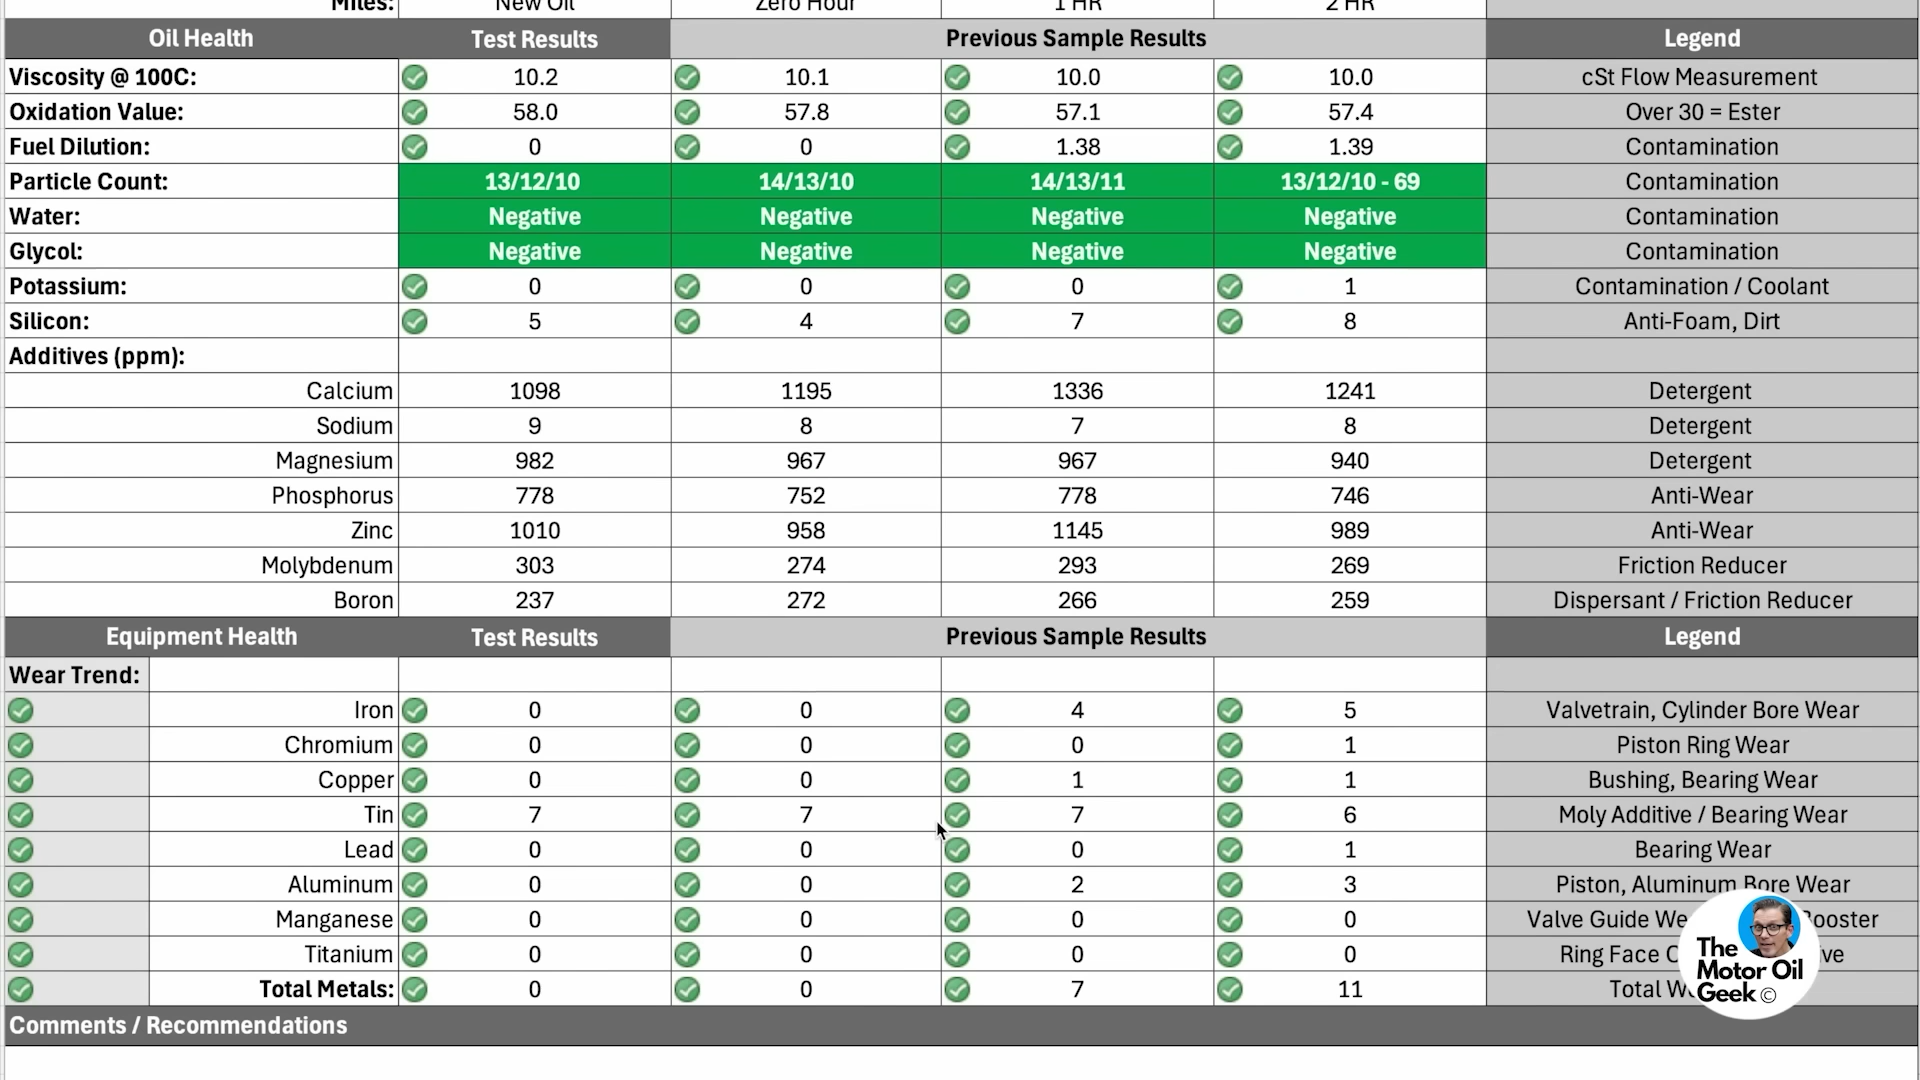 Miles: New Oil Zero Hour 1 HR 2 HR
Oil Health Test Results Previous Sample Results Legend
Viscosity @ 100C: 10.2 10.1 10.0 10.0 cSt Flow Measurement
Oxidation Value: 58.0 57.8 57.1 57.4 Over 30 = Ester
Fuel Dilution: 0 0 1.38 1.39 Contamination
Particle Count: 13/12/10 14/13/10 14/13/11 13/12/10 - 69 Contamination
Water: Negative Negative Negative Negative Contamination
Glycol: Negative Negative Negative Negative Contamination
Potassium: 0 0 0 1 Contamination / Coolant
Silicon: 5 4 7 8 Anti-Foam, Dirt
Additives (ppm):
Calcium 1098 1195 1336 1241 Detergent
Sodium 9 8 7 8 Detergent
Magnesium 982 967 967 940 Detergent
Phosphorus 778 752 778 746 Anti-Wear
Zinc 1010 958 1145 989 Anti-Wear
Molybdenum 303 274 293 269 Friction Reducer
Boron 237 272 266 259 Dispersant / Friction Reducer
Equipment Health Test Results Previous Sample Results Legend
Wear Trend:
Iron 0 0 4 5 Valvetrain, Cylinder Bore Wear
Chromium 0 0 0 1 Piston Ring Wear
Copper 0 0 1 1 Bushing, Bearing Wear
Tin 7 7 7 6 Moly Additive / Bearing Wear
Lead 0 0 0 1 Bearing Wear
Aluminum 0 0 2 3 Piston, Aluminum Bore Wear
Manganese 0 0 0 0 Valve Guide
Titanium 0 0 0 0 Ring Face
Total Metals: 0 0 7 11 Total
Comments / Recommendations
The
Motor Oil
Geek ©